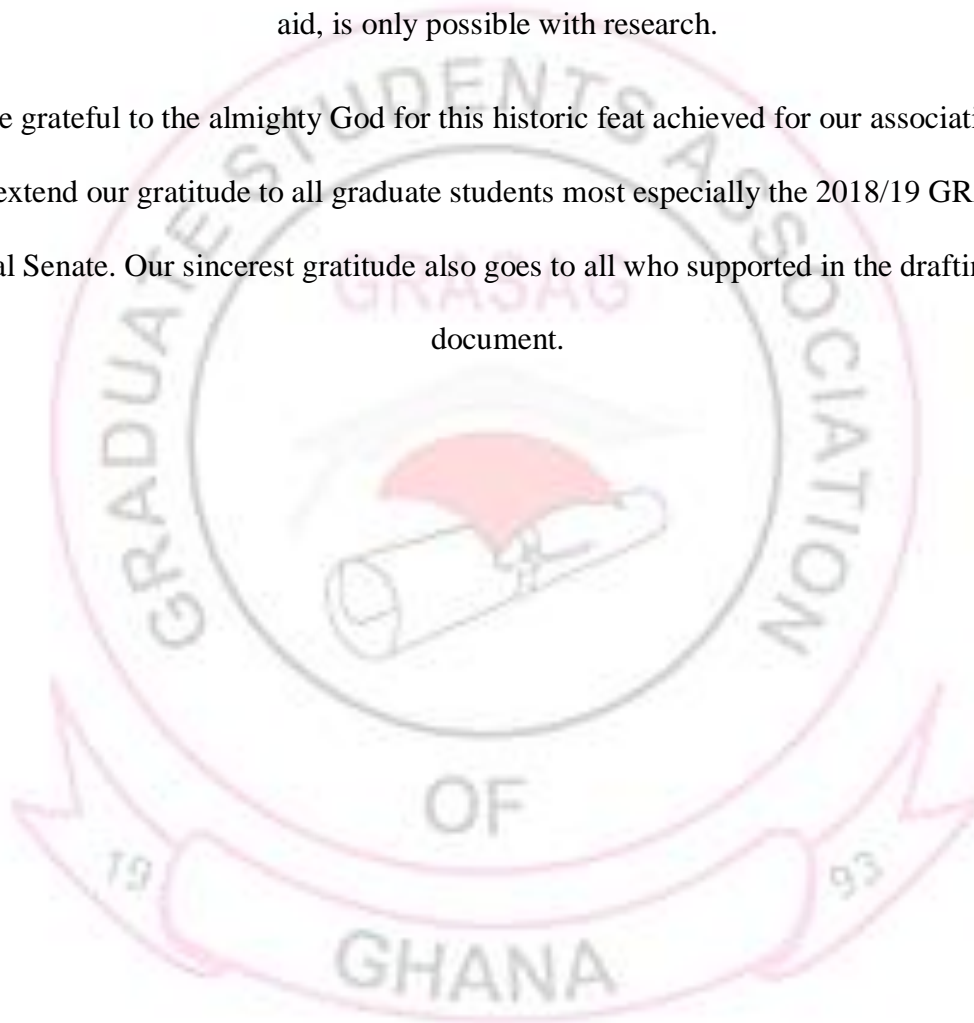 aid, is only possible with research.
e grateful to the almighty God for this historic feat achieved for our associati
extend our gratitude to all graduate students most especially the 2018/19 GR
al Senate. Our sincerest gratitude also goes to all who supported in the draftin
document.
GRADUATE STUDENTS ASSOCIATION
GRASAG
OF
19 93
GHANA